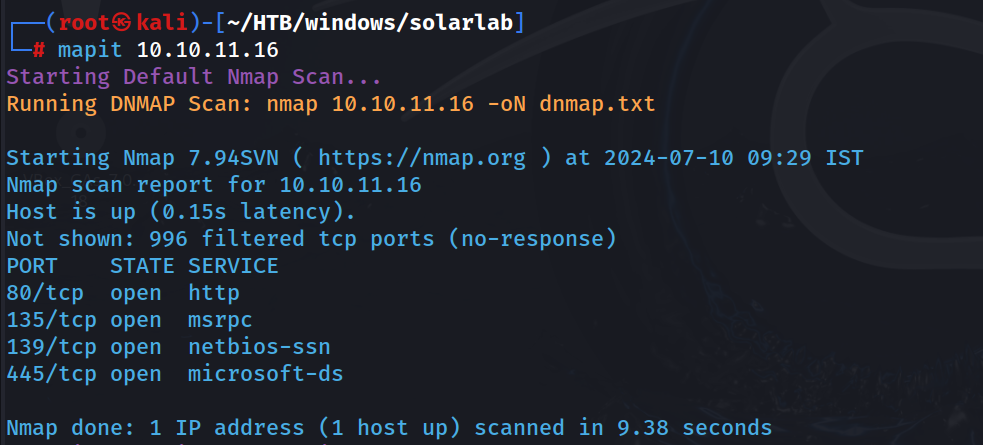 ┌──(root㉿kali)-[~/HTB/windows/solarlab]
└─# mapit 10.10.11.16
Starting Default Nmap Scan...
Running DNMAP Scan: nmap 10.10.11.16 -oN dnmap.txt
Starting Nmap 7.94SVN ( https://nmap.org ) at 2024-07-10 09:29 IST
Nmap scan report for 10.10.11.16
Host is up (0.15s latency).
Not shown: 996 filtered tcp ports (no-response)
PORT    STATE SERVICE
80/tcp  open  http
135/tcp open  msrpc
139/tcp open  netbios-ssn
445/tcp open  microsoft-ds
Nmap done: 1 IP address (1 host up) scanned in 9.38 seconds